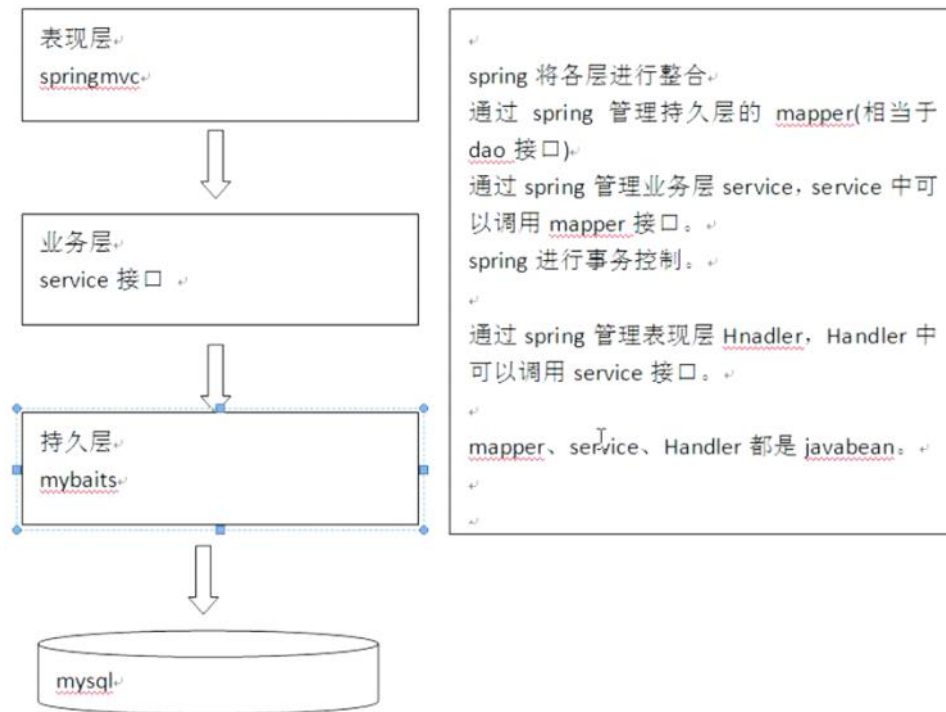 表现层
springmvc
业务层
service 接口
持久层
mybaits
mysql
spring 将各层进行整合
通过 spring 管理持久层的 mapper(相当于
dao 接口)
通过 spring 管理业务层 service，service 中可
以调用 mapper 接口。
spring 进行事务控制。
通过 spring 管理表现层 Hnadler，Handler 中
可以调用 service 接口。
mapper、service、Handler 都是 javabean。